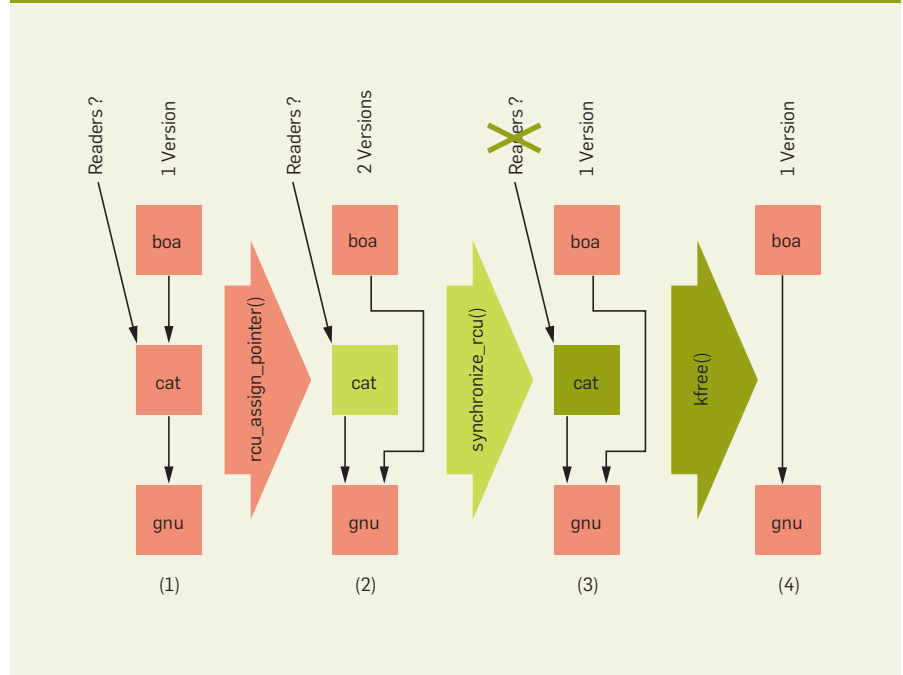 Readers ?
1 Version
Readers ?
2 Versions
Readers ?
1 Version
1 Version
boa
cat
gnu
(1)
rcu_assign_pointer()
boa
cat
gnu
(2)
synchronize_rcu()
boa
cat
gnu
(3)
kfree()
boa
gnu
(4)